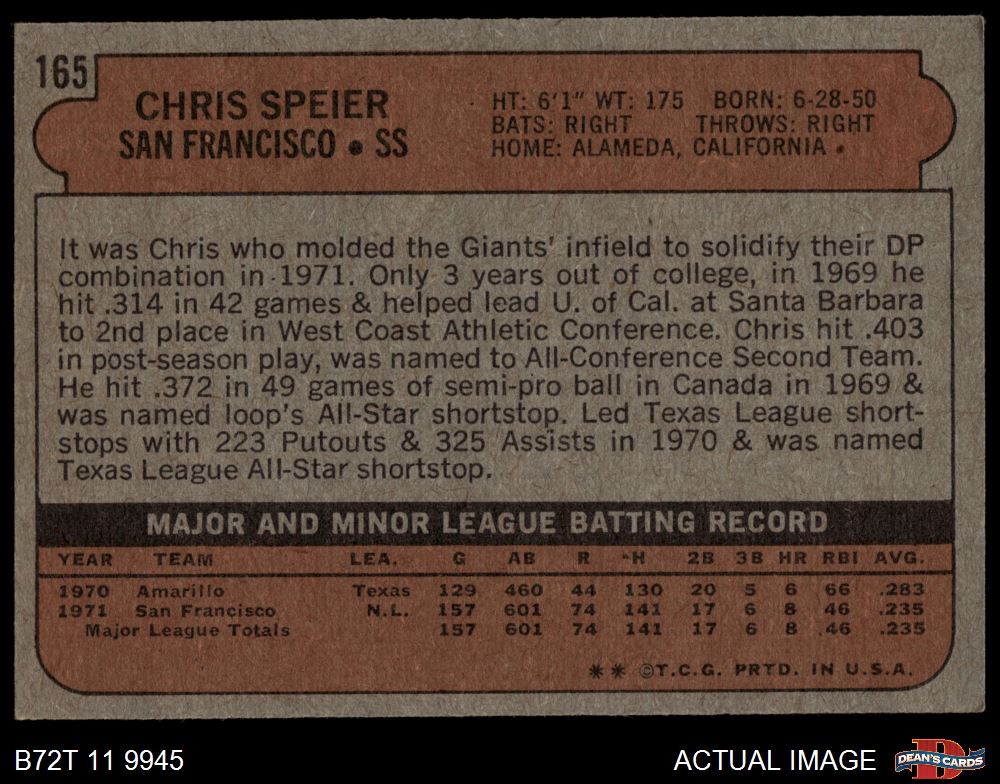 165
CHRIS SPEIER
SAN FRANCISCO • SS
HT: 6'1" WT: 175 BORN: 6-28-50
BATS: RIGHT THROWS: RIGHT
HOME: ALAMEDA, CALIFORNIA •
It was Chris who molded the Giants' infield to solidify their DP
combination in 1971. Only 3 years out of college, in 1969 he
hit .314 in 42 games & helped lead U. of Cal. at Santa Barbara
to 2nd place in West Coast Athletic Conference. Chris hit .403
in post-season play, was named to All-Conference Second Team.
He hit .372 in 49 games of semi-pro ball in Canada in 1969 &
was named loop's All-Star shortstop. Led Texas League short-
stops with 223 Putouts & 325 Assists in 1970 & was named
Texas League All-Star shortstop.
MAJOR AND MINOR LEAGUE BATTING RECORD
YEAR TEAM LEA. G AB R H 2B 3B HR RBI AVG.
1970 Amarillo Texas 129 460 44 130 20 5 6 66 .283
1971 San Francisco N.L. 157 601 74 141 17 6 8 46 .235
Major League Totals 157 601 74 141 17 6 8 46 .235
** ©T.C.G. PRTD. IN U.S.A.
B72T 11 9945
ACTUAL IMAGE
D
DEAN'S CARDS